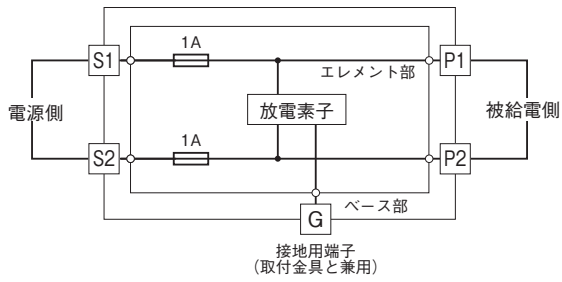 1A
S1
P1
エレメント部
電源側
放電素子
被給電側
1A
S2
P2
ベース部
G
接地用端子
（取付金具と兼用）